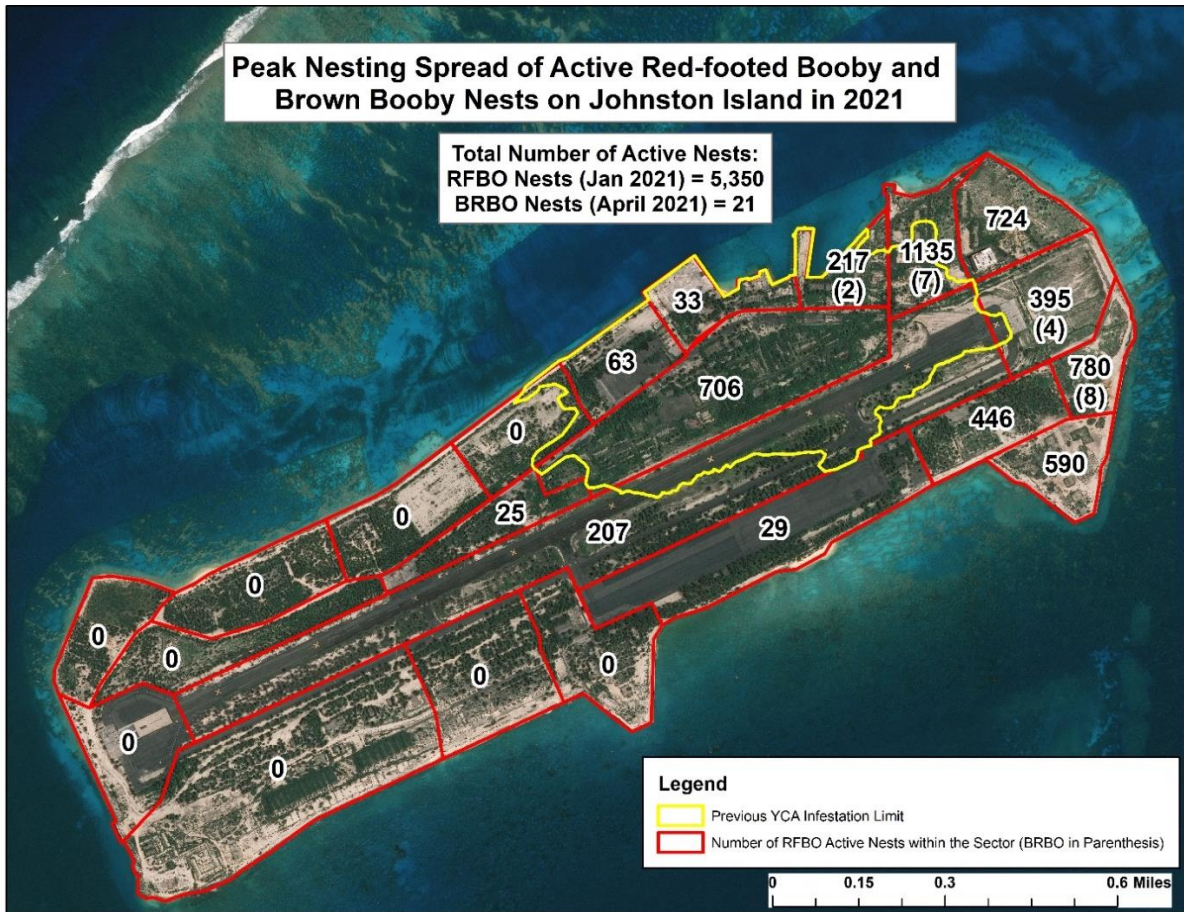 Peak Nesting Spread of Active Red-footed Booby and
Brown Booby Nests on Johnston Island in 2021
Total Number of Active Nests:
RFBO Nests (Jan 2021) = 5,350
BRBO Nests (April 2021) = 21
724
1135
(7)
217
(2)
395
(4)
33
63
706
780
(8)
446
590
0
0
25
207
29
0
0
0
0
0
0
0
Legend
Previous YCA Infestation Limit
Number of RFBO Active Nests within the Sector (BRBO in Parenthesis)
0 0.15 0.3 0.6 Miles